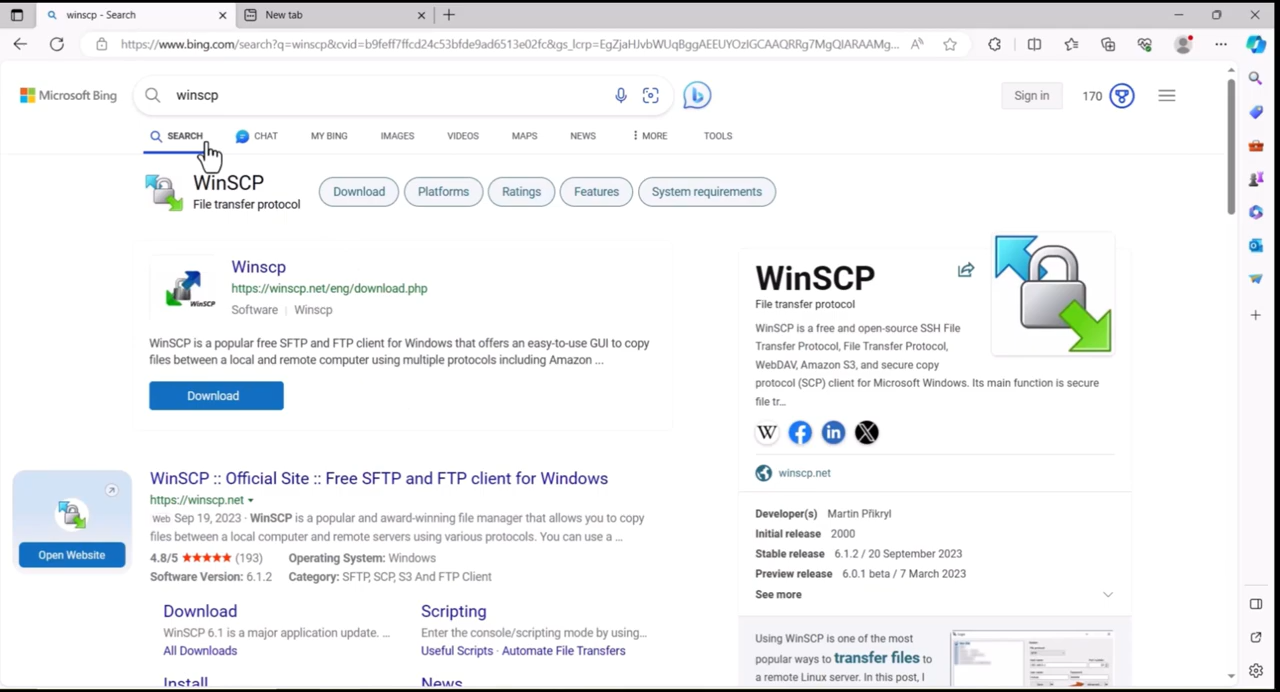 winscp - Search
New tab
https://www.bing.com/search?q=winscp&cvid=b9feff7ffcd24c53bfde9ad6513e02fc&gs_lcrp=EgZjaHJvbWUqBggAEEUYOzIGCAAQRRg7MgQIARAAMg...
Microsoft Bing
winscp
Sign in
170
SEARCH
CHAT
MY BING
IMAGES
VIDEOS
MAPS
NEWS
MORE
TOOLS
WinSCP
File transfer protocol
Download
Platforms
Ratings
Features
System requirements
Winscp
https://winscp.net/eng/download.php
Software | Winscp
WinSCP
WinSCP is a popular free SFTP and FTP client for Windows that offers an easy-to-use GUI to copy
files between a local and remote computer using multiple protocols including Amazon ...
Download
WinSCP :: Official Site :: Free SFTP and FTP client for Windows
https://winscp.net
Web Sep 19, 2023 · WinSCP is a popular and award-winning file manager that allows you to copy
files between a local computer and remote servers using various protocols. You can use a ...
Open Website
4.8/5 (193) Operating System: Windows
Software Version: 6.1.2 Category: SFTP, SCP, S3 And FTP Client
Download
WinSCP 6.1 is a major application update. ...
All Downloads
Scripting
Enter the console/scripting mode by using...
Useful Scripts · Automate File Transfers
Install
News
WinSCP
File transfer protocol
WinSCP is a free and open-source SSH File
Transfer Protocol, File Transfer Protocol,
WebDAV, Amazon S3, and secure copy
protocol (SCP) client for Microsoft Windows. Its main function is secure
file tr...
W
winscp.net
Developer(s) Martin Přikryl
Initial release 2000
Stable release 6.1.2 / 20 September 2023
Preview release 6.0.1 beta / 7 March 2023
See more
Using WinSCP is one of the most
popular ways to transfer files to
a remote Linux server. In this post, I